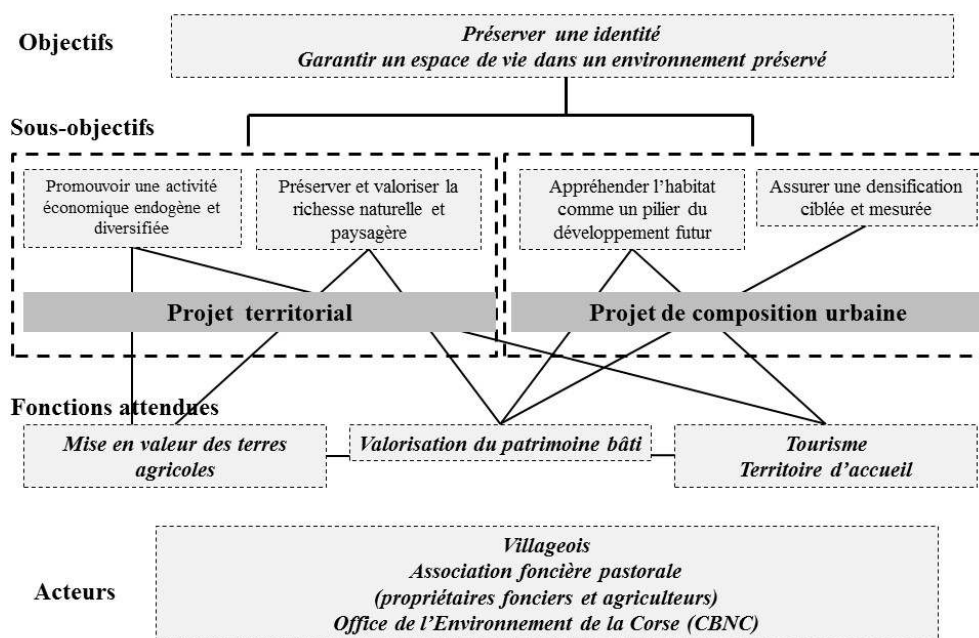 Objectifs
Préserver une identité
Garantir un espace de vie dans un environnement préservé
Sous-objectifs
Promouvoir une activité
économique endogène et
diversifiée
Préserver et valoriser la
richesse naturelle et
paysagère
Appréhender l'habitat
comme un pilier du
développement futur
Assurer une densification
ciblée et mesurée
Projet territorial
Projet de composition urbaine
Fonctions attendues
Mise en valeur des terres
agricoles
Valorisation du patrimoine bâti
Tourisme
Territoire d'accueil
Acteurs
Villageois
Association foncière pastorale
(propriétaires fonciers et agriculteurs)
Office de l'Environnement de la Corse (CBNC)